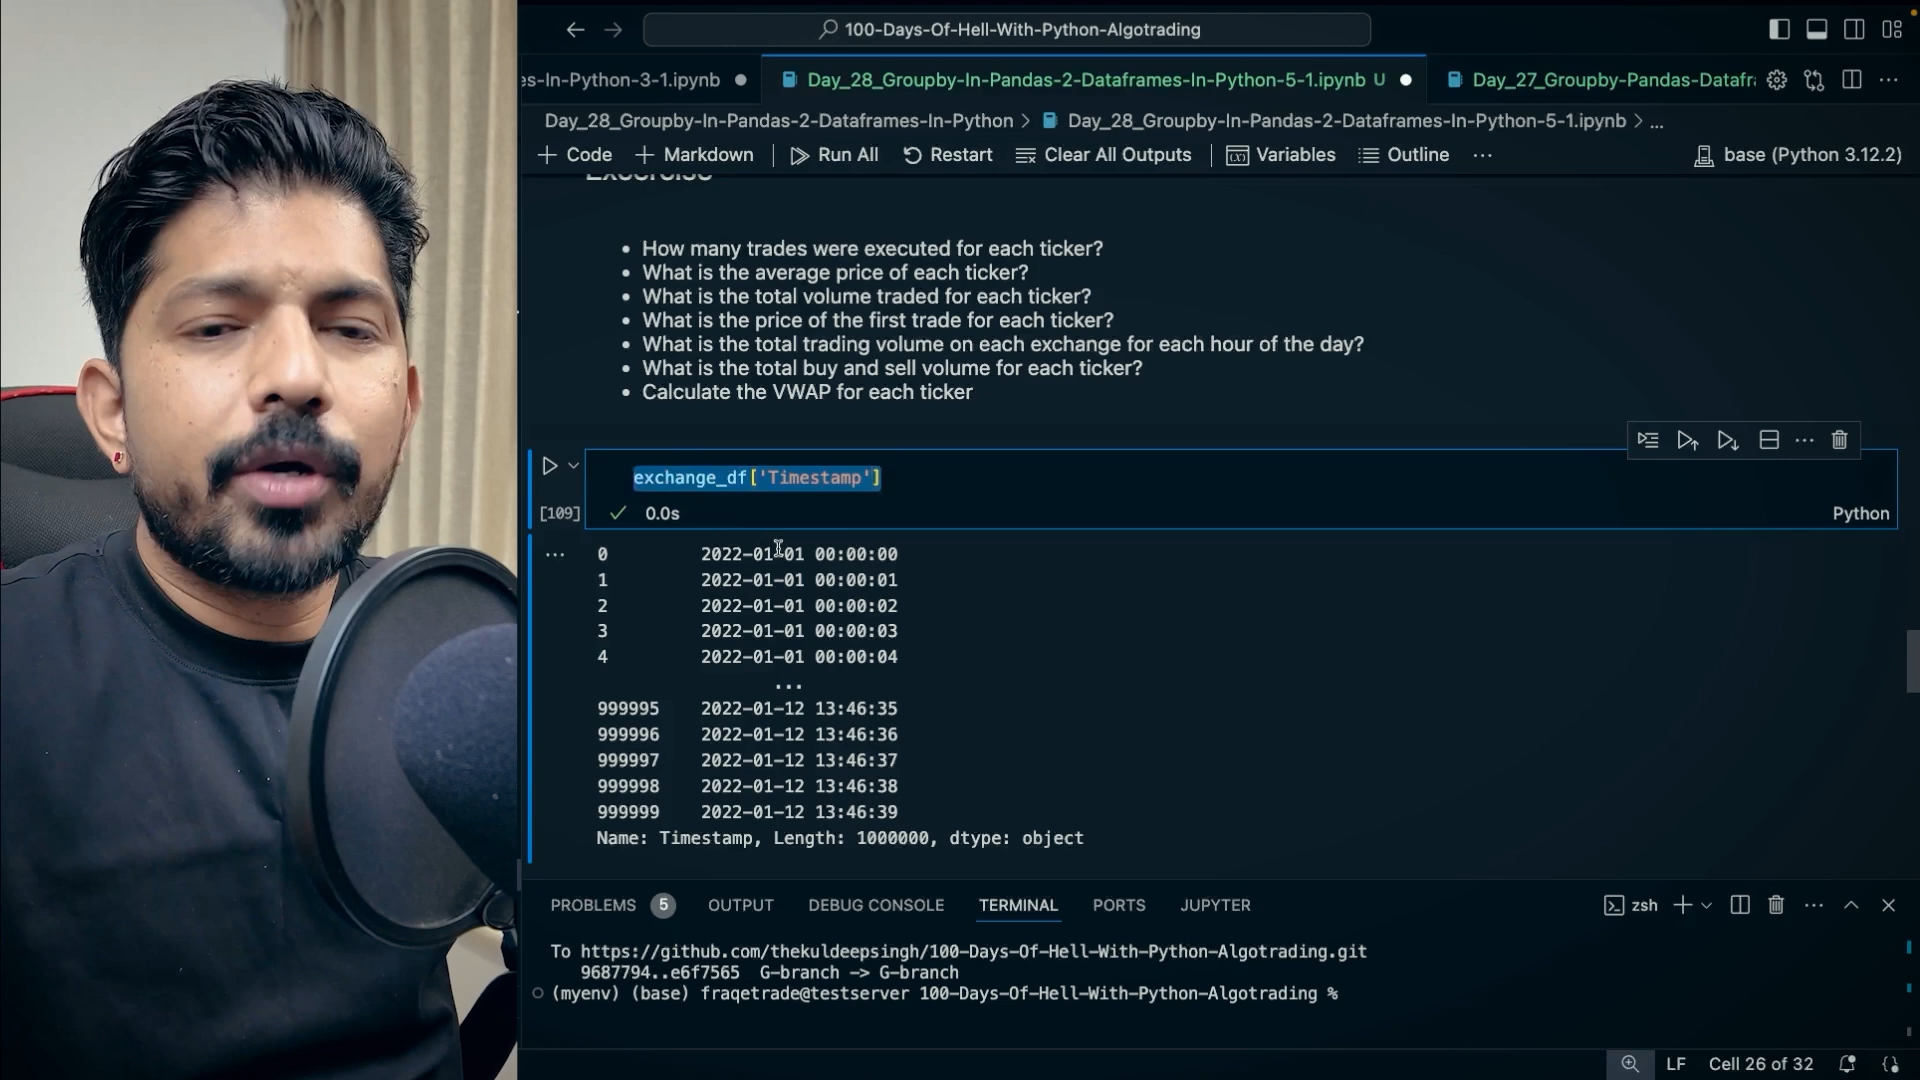 100-Days-Of-Hell-With-Python-Algotrading
es-In-Python-3-1.ipynb
Day_28_Groupby-In-Pandas-2-Dataframes-In-Python-5-1.ipynb U
Day_27_Groupby-Pandas-Datafr
Day_28_Groupby-In-Pandas-2-Dataframes-In-Python > Day_28_Groupby-In-Pandas-2-Dataframes-In-Python-5-1.ipynb > ...
+ Code + Markdown | Run All Restart Clear All Outputs | Variables Outline ... base (Python 3.12.2)
Excercise
• How many trades were executed for each ticker?
• What is the average price of each ticker?
• What is the total volume traded for each ticker?
• What is the price of the first trade for each ticker?
• What is the total trading volume on each exchange for each hour of the day?
• What is the total buy and sell volume for each ticker?
• Calculate the VWAP for each ticker
exchange_df['Timestamp']
[109] ✓ 0.0s Python
0 2022-01-01 00:00:00
1 2022-01-01 00:00:01
2 2022-01-01 00:00:02
3 2022-01-01 00:00:03
4 2022-01-01 00:00:04
...
999995 2022-01-12 13:46:35
999996 2022-01-12 13:46:36
999997 2022-01-12 13:46:37
999998 2022-01-12 13:46:38
999999 2022-01-12 13:46:39
Name: Timestamp, Length: 1000000, dtype: object
PROBLEMS 5 OUTPUT DEBUG CONSOLE TERMINAL PORTS JUPYTER zsh
To https://github.com/thekuldeepsingh/100-Days-Of-Hell-With-Python-Algotrading.git
9687794..e6f7565 G-branch -> G-branch
(myenv) (base) fraqetrade@testserver 100-Days-Of-Hell-With-Python-Algotrading %
LF Cell 26 of 32